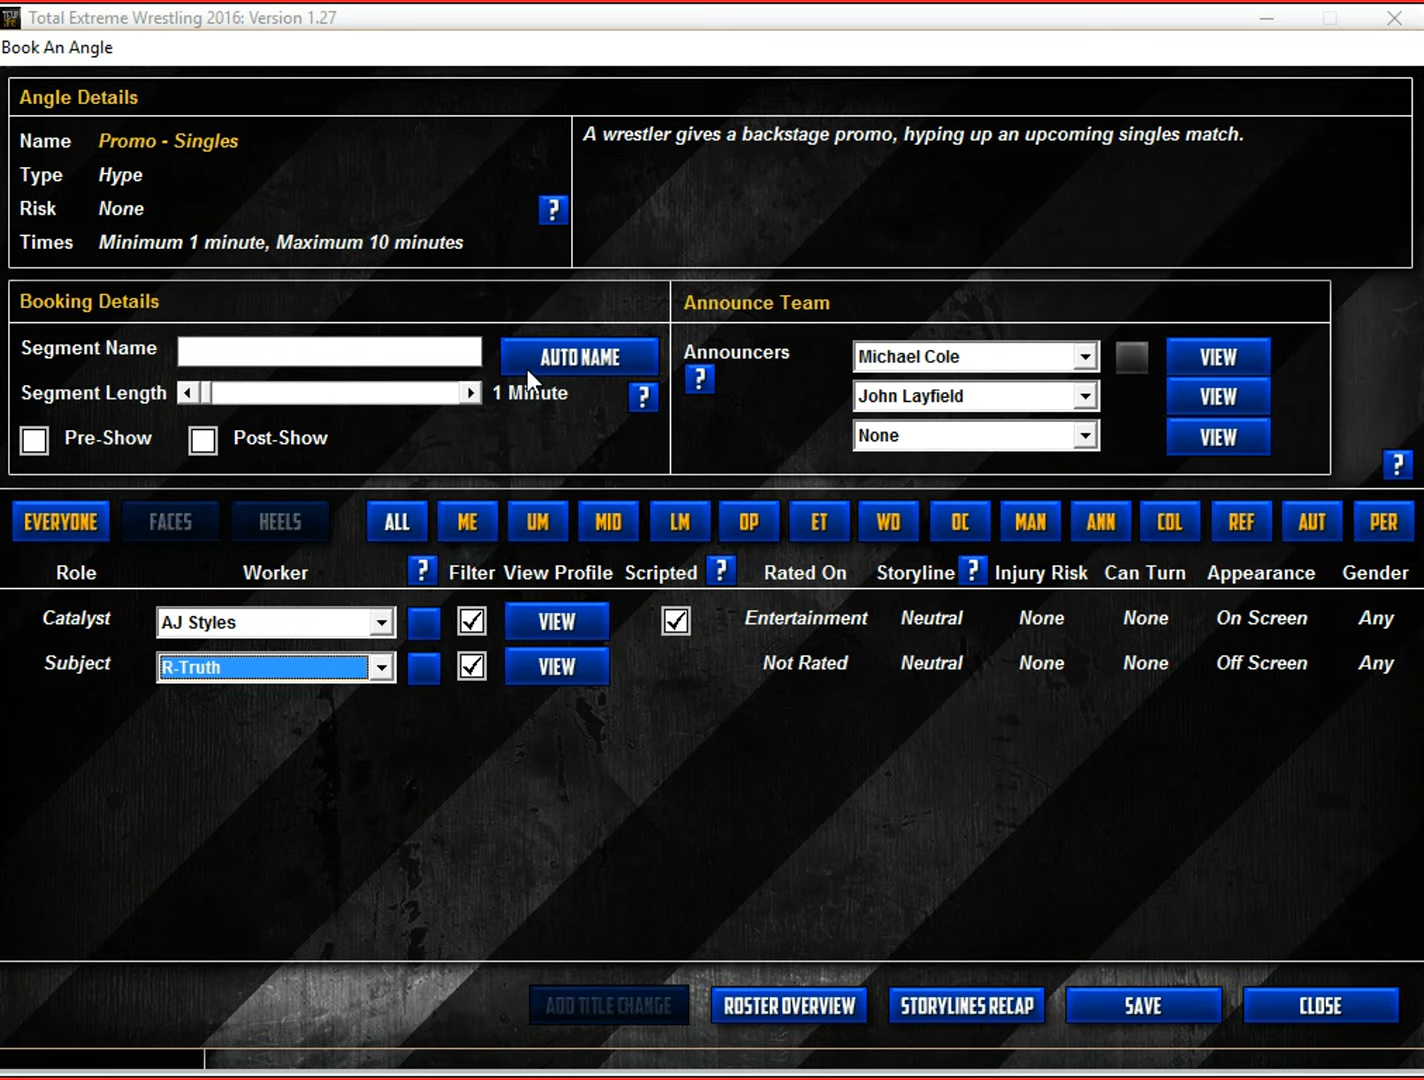 Total Extreme Wrestling 2016: Version 1.27
Book An Angle
Angle Details
Name Promo - Singles
A wrestler gives a backstage promo, hyping up an upcoming singles match.
Type Hype
Risk None
?
Times Minimum 1 minute, Maximum 10 minutes
Booking Details
Announce Team
Segment Name AUTO NAME
Announcers Michael Cole VIEW
?
Segment Length 1 Minute ?
John Layfield VIEW
Pre-Show Post-Show
None VIEW
?
EVERYONE FACES HEELS ALL ME UM MID LM OP ET WO OC MAN ANN COL REF AUT PER
Role Worker ? Filter View Profile Scripted ? Rated On Storyline ? Injury Risk Can Turn Appearance Gender
Catalyst AJ Styles VIEW Entertainment Neutral None None On Screen Any
Subject R-Truth VIEW Not Rated Neutral None None Off Screen Any
ADD TITLE CHANGE ROSTER OVERVIEW STORYLINES RECAP SAVE CLOSE